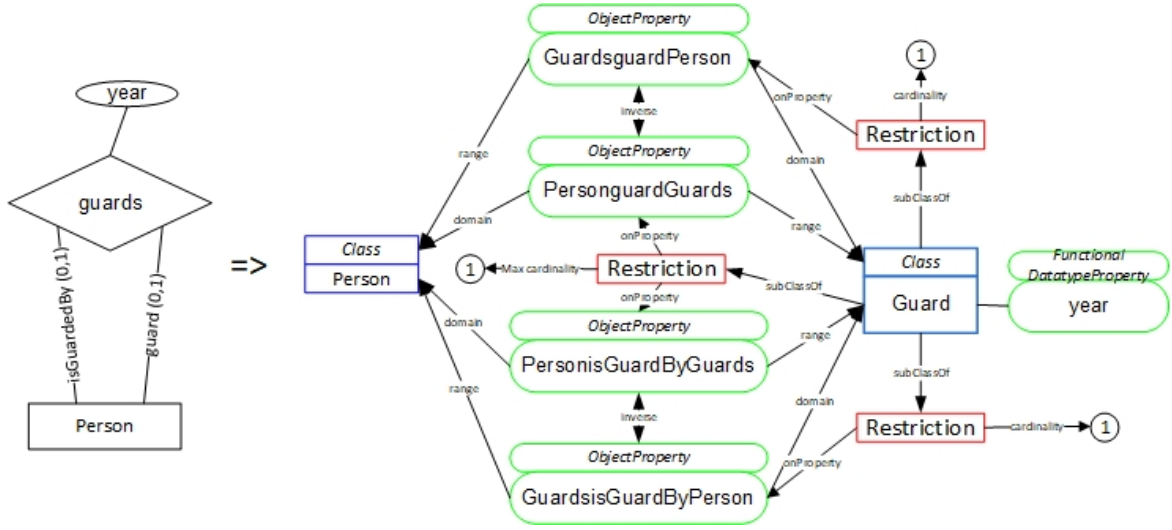 year
guards
isGuardedBy (0,1)
guard (0,1)
Person
=>
ObjectProperty
GuardsguardPerson
Inverse
ObjectProperty
PersonguardGuards
range
domain
Class
Person
onProperty
Restriction
Max cardinality
1
onProperty
domain
range
ObjectProperty
PersonisGuardByGuards
Inverse
ObjectProperty
GuardsisGuardByPerson
1
cardinality
onProperty
Restriction
domain
subClassOf
range
Class
Guard
subClassOf
Functional
DatatypeProperty
year
range
domain
subClassOf
Restriction
cardinality
1
onProperty